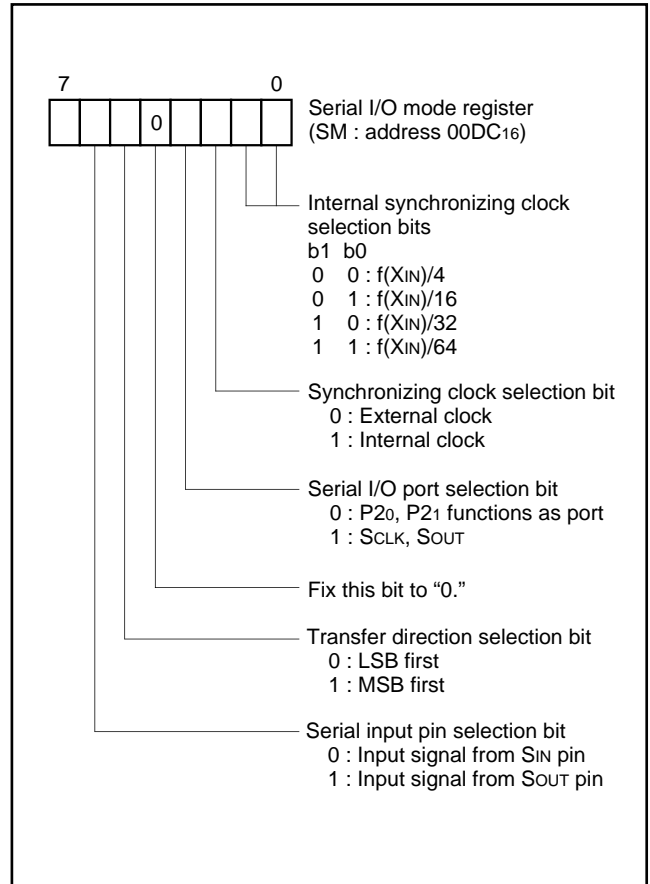 7 0
0
Serial I/O mode register
(SM : address 00DC16)
Internal synchronizing clock
selection bits
b1 b0
0 0 : f(XIN)/4
0 1 : f(XIN)/16
1 0 : f(XIN)/32
1 1 : f(XIN)/64
Synchronizing clock selection bit
0 : External clock
1 : Internal clock
Serial I/O port selection bit
0 : P20, P21 functions as port
1 : SCLK, SOUT
Fix this bit to “0.”
Transfer direction selection bit
0 : LSB first
1 : MSB first
Serial input pin selection bit
0 : Input signal from SIN pin
1 : Input signal from SOUT pin